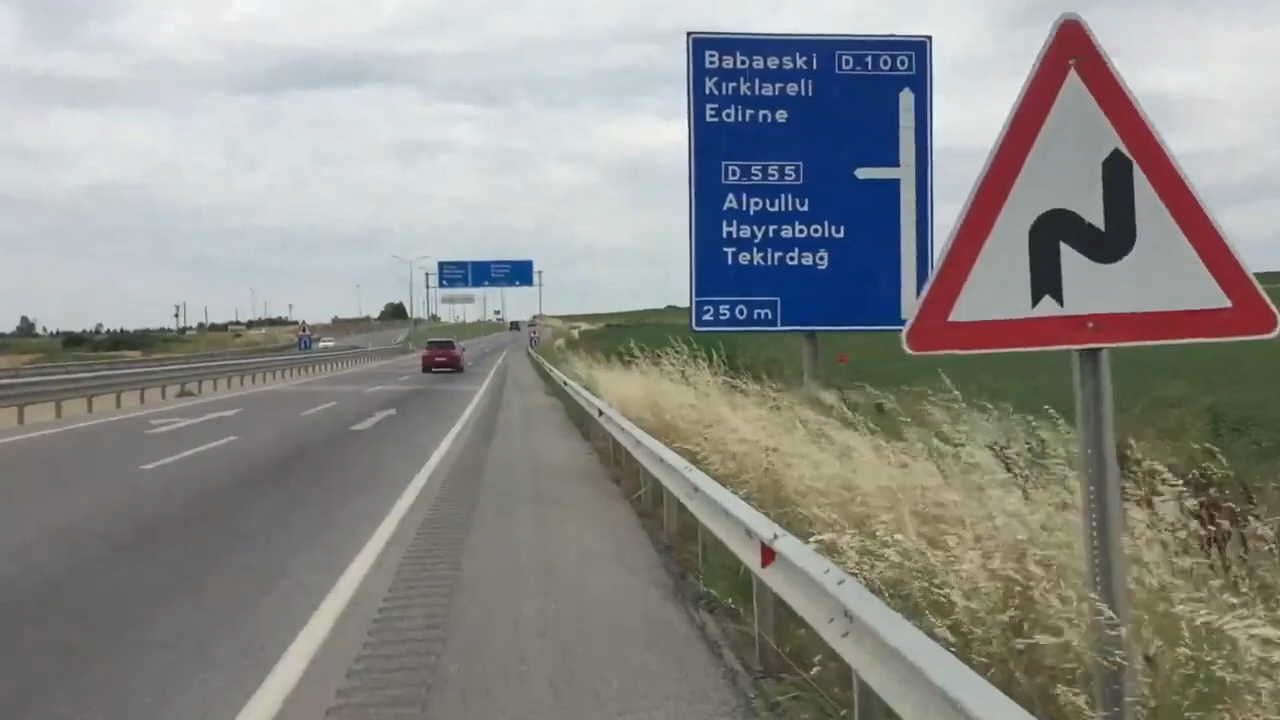 Babaeski D-100
Kırklareli
Edirne
D-555
Alpullu
Hayrabolu
Tekirdağ
250 m